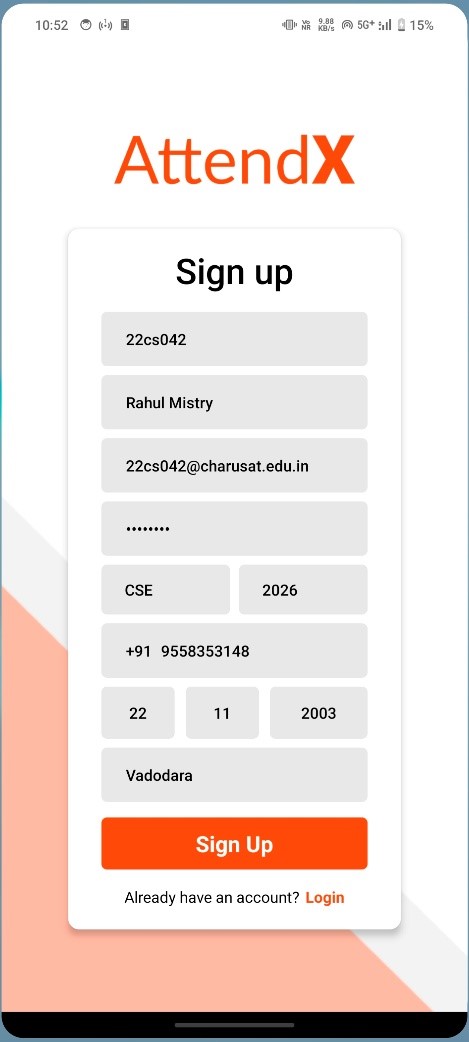 10:52 Vo NR 9.88 KB/s 5G+ 15%
AttendX
Sign up
22cs042
Rahul Mistry
22cs042@charusat.edu.in
••••••••
CSE 2026
+91 9558353148
22 11 2003
Vadodara
Sign Up
Already have an account? Login